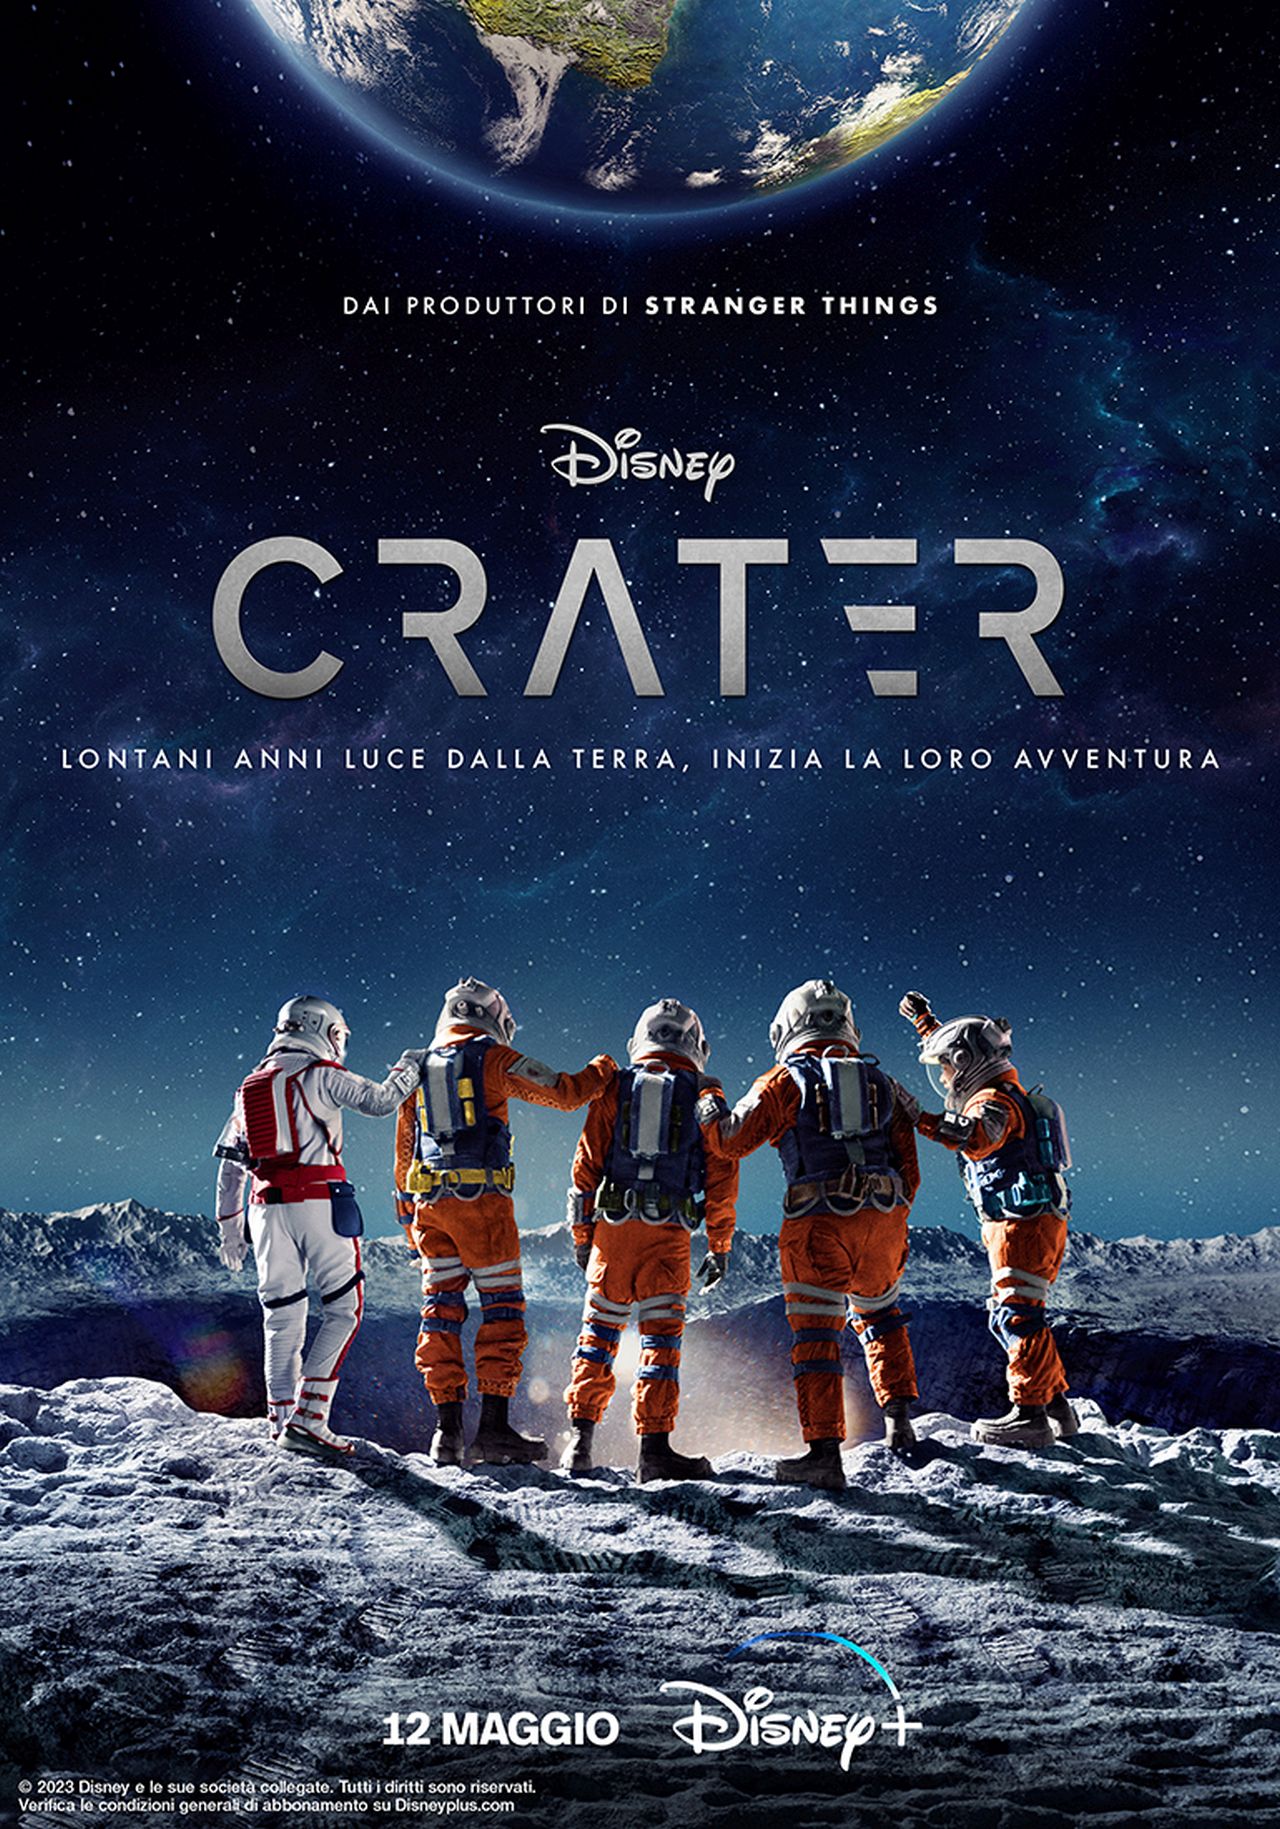 DAI PRODUTTORI DI STRANGER THINGS
DISNEY
CRATER
LONTANI ANNI LUCE DALLA TERRA, INIZIA LA LORO AVVENTURA
12 MAGGIO DISNEY+
© 2023 Disney e le sue società collegate. Tutti i diritti sono riservati.
Verifica le condizioni generali di abbonamento su Disneyplus.com